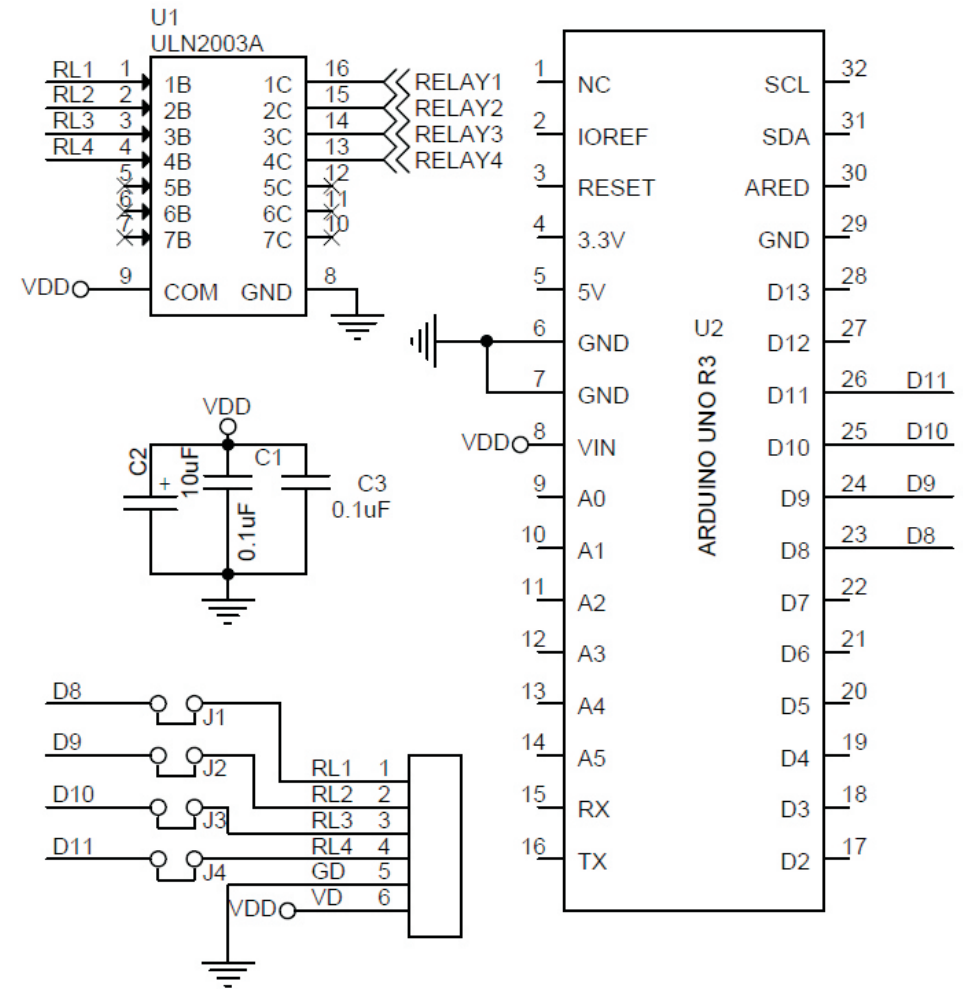 U1
ULN2003A
RL1 1 1B 1C 16 RELAY1
RL2 2 2B 2C 15 RELAY2
RL3 3 3B 3C 14 RELAY3
RL4 4 4B 4C 13 RELAY4
5 5B 5C 12
6 6B 6C 11
7 7B 7C 10
VDD 9 COM GND 8
VDD
C2 10uF + C1 0.1uF C3
0.1uF
D8 J1
D9 J2
D10 J3
D11 J4
RL1 1
RL2 2
RL3 3
RL4 4
GD 5
VDD VD 6
U2
ARDUINO UNO R3
1 NC SCL 32
2 IOREF SDA 31
3 RESET ARED 30
4 3.3V GND 29
5 5V D13 28
6 GND D12 27
7 GND D11 26 D11
VDD 8 VIN D10 25 D10
9 A0 D9 24 D9
10 A1 D8 23 D8
11 A2 D7 22
12 A3 D6 21
13 A4 D5 20
14 A5 D4 19
15 RX D3 18
16 TX D2 17